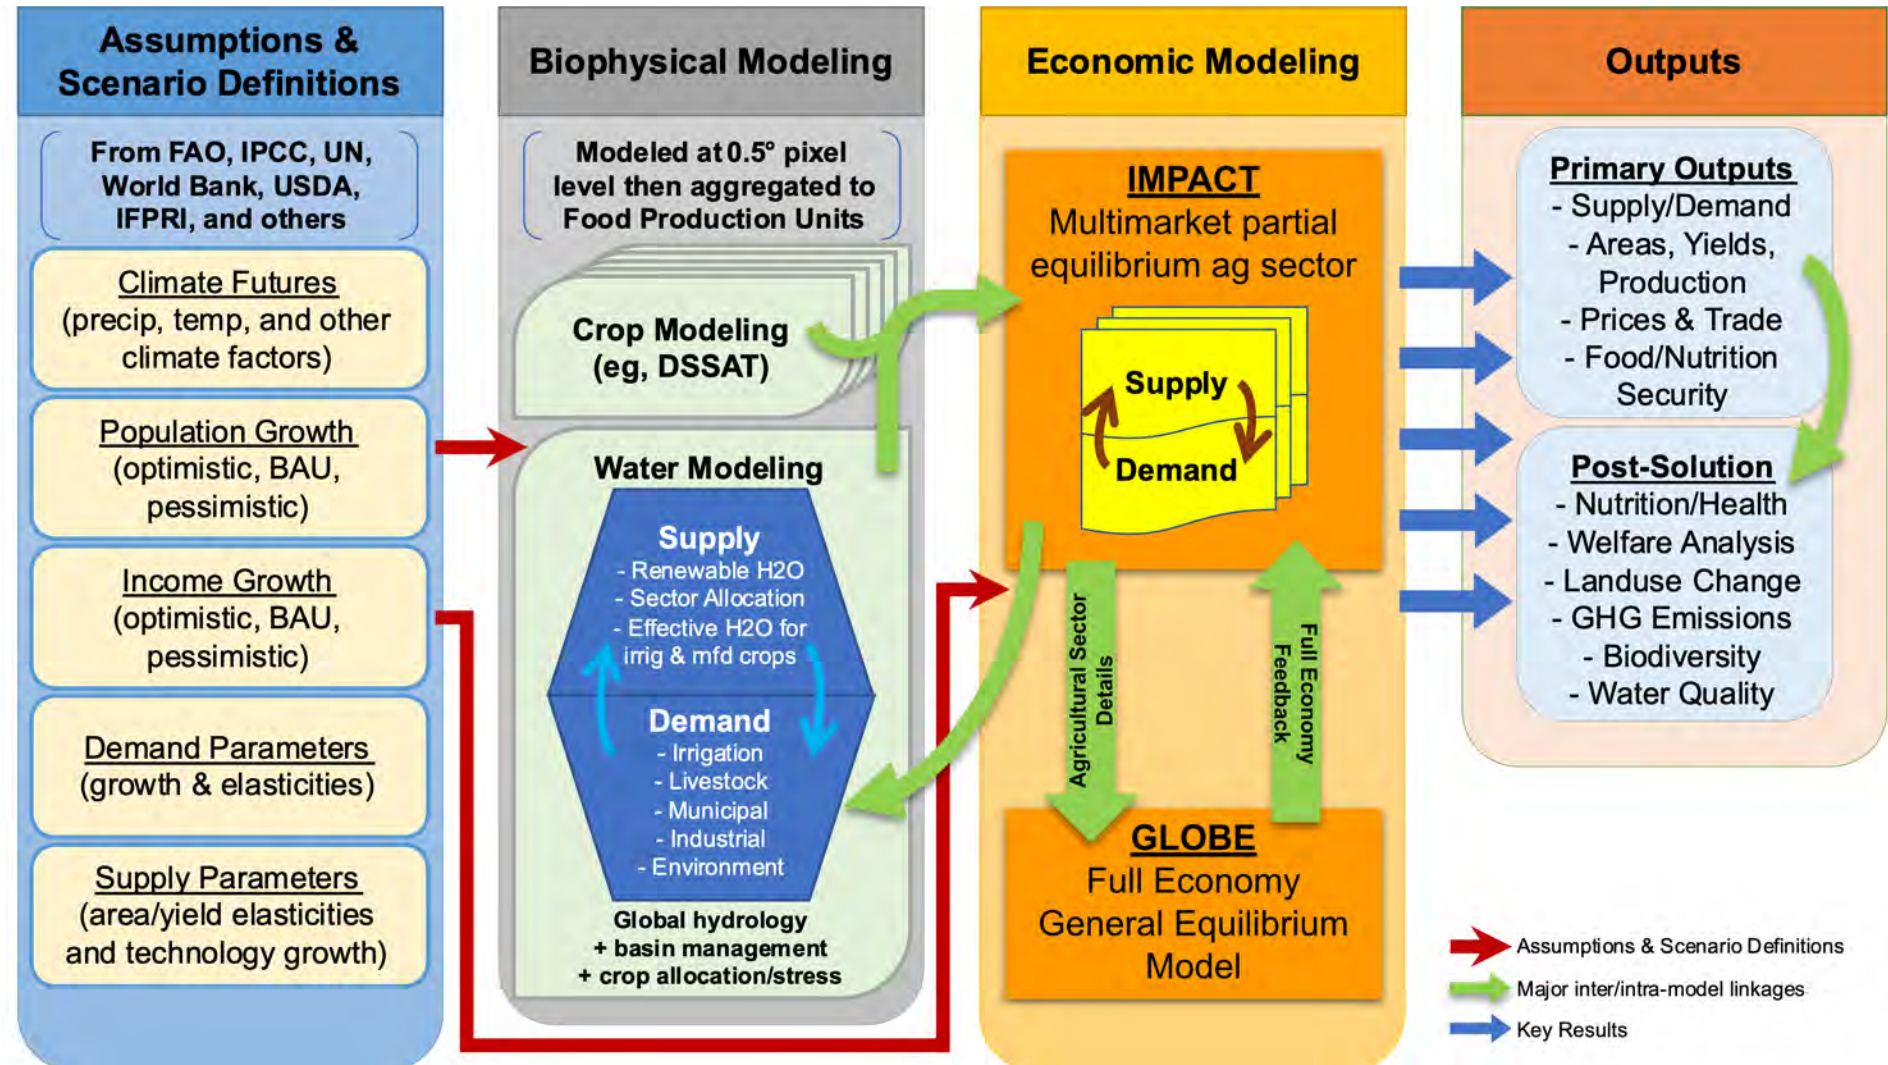 Assumptions &
Scenario Definitions
From FAO, IPCC, UN,
World Bank, USDA,
IFPRI, and others
Climate Futures
(precip, temp, and other
climate factors)
Population Growth
(optimistic, BAU,
pessimistic)
Income Growth
(optimistic, BAU,
pessimistic)
Demand Parameters
(growth & elasticities)
Supply Parameters
(area/yield elasticities
and technology growth)
Biophysical Modeling
Modeled at 0.5° pixel
level then aggregated to
Food Production Units
Crop Modeling
(eg, DSSAT)
Water Modeling
Supply
- Renewable H2O
- Sector Allocation
- Effective H2O for
irrig & mfd crops
Demand
- Irrigation
- Livestock
- Municipal
- Industrial
- Environment
Global hydrology
+ basin management
+ crop allocation/stress
Economic Modeling
IMPACT
Multimarket partial
equilibrium ag sector
Supply
Demand
Agricultural Sector
Details
Full Economy
Feedback
GLOBE
Full Economy
General Equilibrium
Model
Outputs
Primary Outputs
- Supply/Demand
- Areas, Yields,
Production
- Prices & Trade
- Food/Nutrition
Security
Post-Solution
- Nutrition/Health
- Welfare Analysis
- Landuse Change
- GHG Emissions
- Biodiversity
- Water Quality
Assumptions & Scenario Definitions
Major inter/intra-model linkages
Key Results